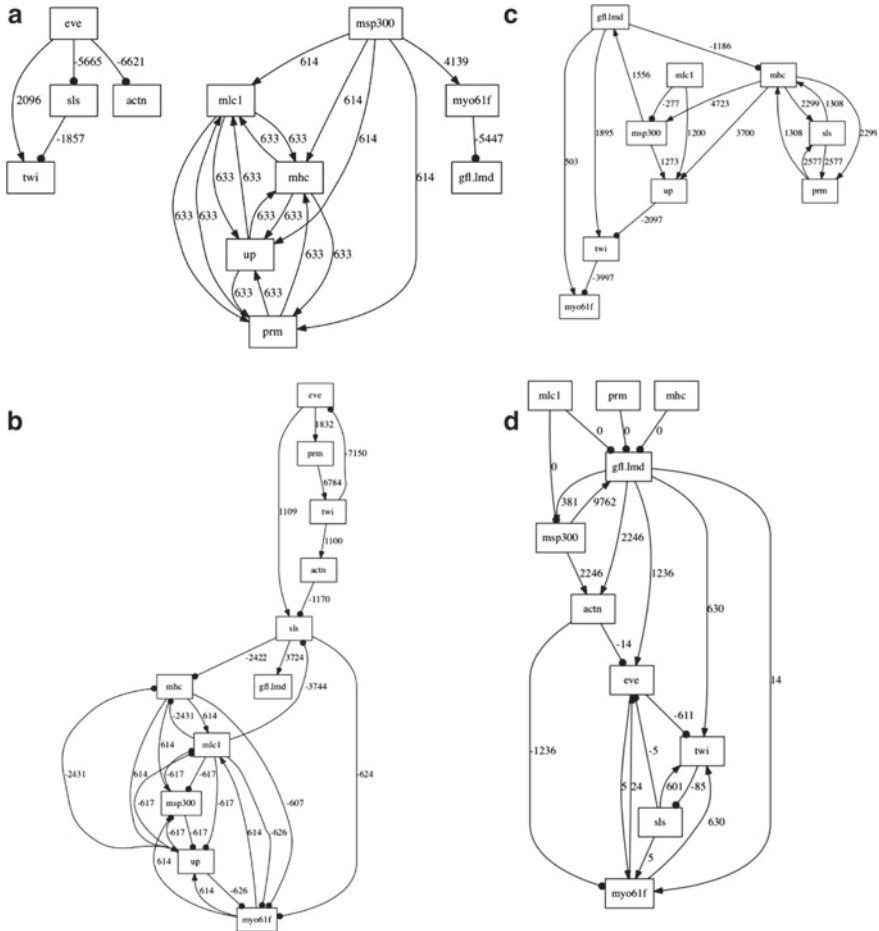 a
eve
msp300
-5665
-6621
614
4139
2096
sls
actn
mlc1
614
myo61f
-1857
633
633
614
-5447
twi
633
633
mhc
gfl.lmd
633
633
633
633
614
up
633
633
633
633
prm
c
gfl.lmd
-1186
1556
mlc1
mhc
-277
4723
2299
1308
503
1895
msp300
1200
3700
1308
sls
2299
1273
2577
2577
up
prm
-2097
twi
-3997
myo61f
b
eve
1832
prm
-7150
6784
twi
1109
1100
actn
-1170
sls
-2422
3724
-3744
mhc
gfl.lmd
-2431
614
mlc1
614
-2431
614
-617
-617
-617
-607
-624
msp300
-617
-617
614
-626
up
614
614
-626
myo61f
d
mlc1
prm
mhc
0
0
0
0
gfl.lmd
381
9762
msp300
2246
1236
2246
630
actn
-14
eve
14
-611
-1236
-5
twi
5
24
601
-85
sls
630
5
myo61f